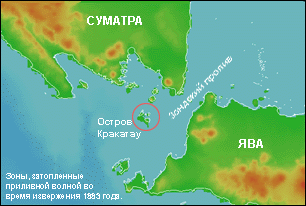 СУМАТРА
Зондский пролив
Остров
Кракатау
ЯВА
Зоны, затопленные
приливной волной во
время извержения 1883 года.